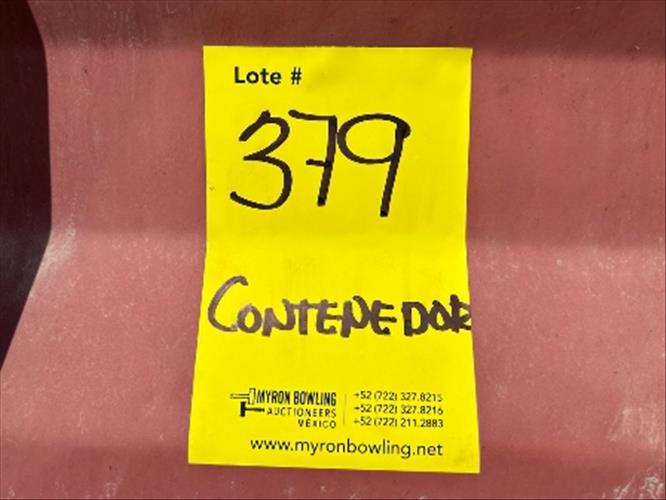 Lote #
379
CONTENEDOR
MYRON BOWLING
AUCTIONEERS
MÉXICO
+52 (722) 327.8215
+52 (722) 327.8216
+52 (722) 211.2883
www.myronbowling.net